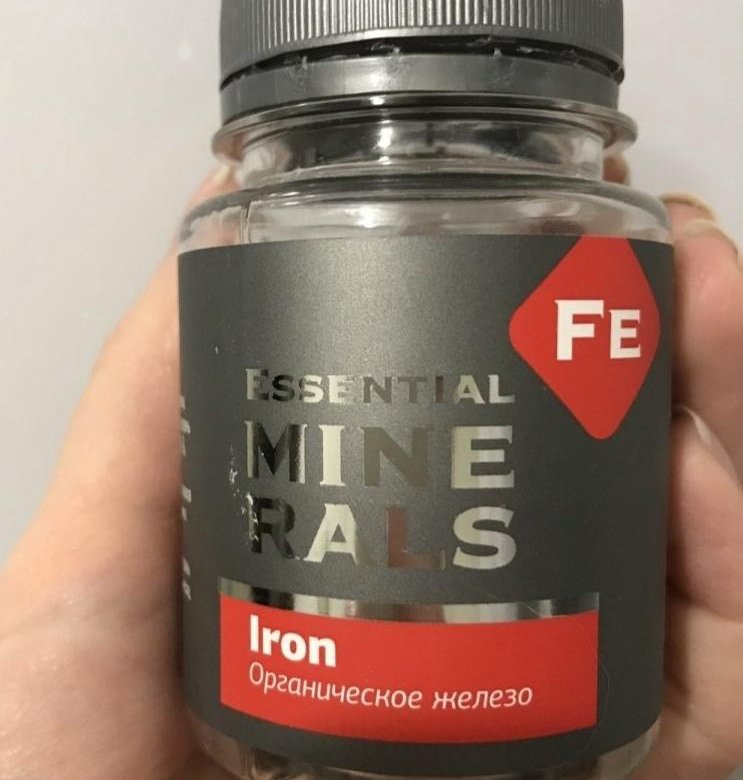 FE
ESSENTIAL
MINE
RALS
Iron
Органическое железо